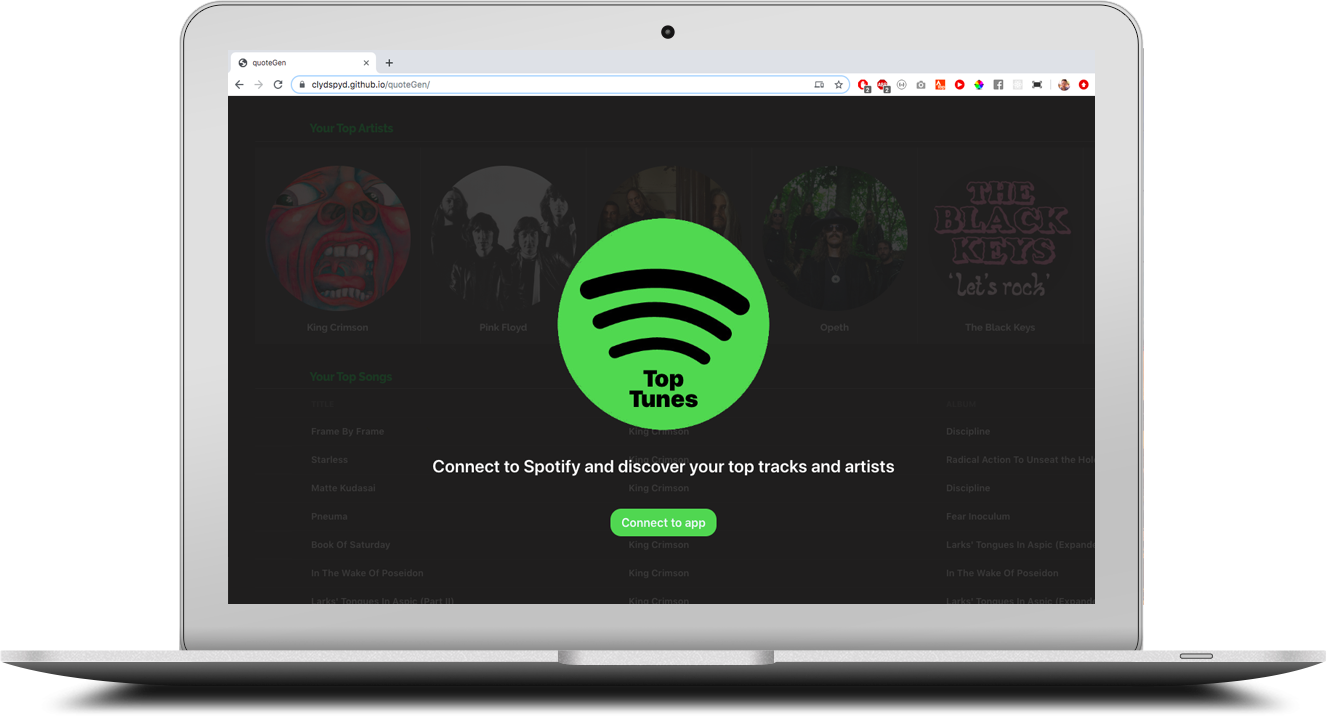 quoteGen
clydspyd.github.io/quoteGen/
2
2
Your Top Artists
THE
BLACK
KEYS
'Let's rock'
King Crimson
Pink Floyd
Opeth
The Black Keys
Top
Tunes
Your Top Songs
TITLE
ALBUM
Frame By Frame
King Crimson
Discipline
Starless
Radical Action To Unseat the Hol
Connect to Spotify and discover your top tracks and artists
Matte Kudasai
King Crimson
Discipline
Pneuma
Fear Inoculum
Connect to app
Book Of Saturday
King Crimson
Larks' Tongues In Aspic (Expande
In The Wake Of Poseidon
King Crimson
In The Wake Of Poseidon
Larks' Tongues In Aspic (Part II)
King Crimson
Larks' Tongues In Aspic (Expande